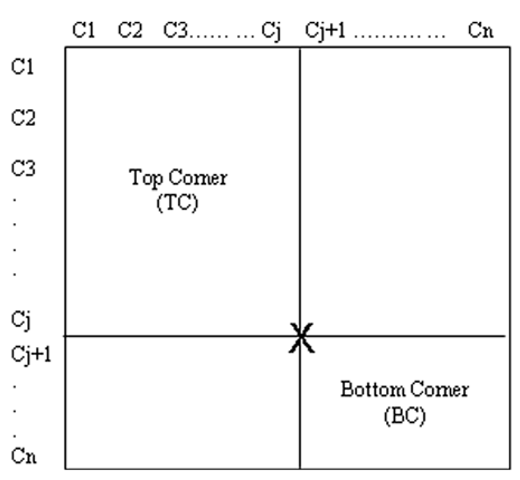 C1 C2 C3...... ... Cj Cj+1 .......... ... Cn
C1
C2
C3
.
.
.
.
Cj
Cj+1
.
.
.
Cn
Top Corner
(TC)
X
Bottom Corner
(BC)